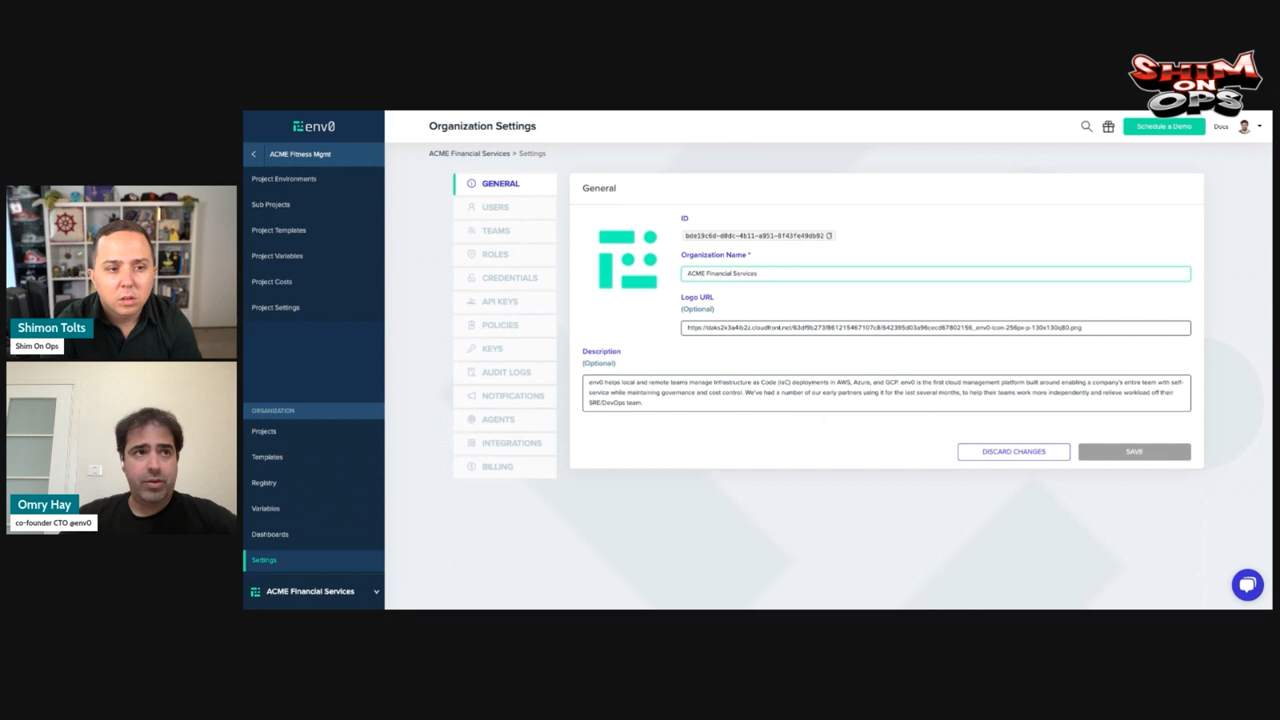 SHIM
ON
OPS
env0
Organization Settings
Schedule a Demo
Docs
ACME Fitness Mgmt
ACME Financial Services > Settings
Project Environments
Sub Projects
Project Templates
Project Variables
Project Costs
Project Settings
ORGANIZATION
Projects
Templates
Registry
Variables
Dashboards
Settings
ACME Financial Services
GENERAL
USERS
TEAMS
ROLES
CREDENTIALS
API KEYS
POLICIES
KEYS
AUDIT LOGS
NOTIFICATIONS
AGENTS
INTEGRATIONS
BILLING
General
ID
bde19c6d-d0dc-4b11-a951-8f43fe49db92
Organization Name *
ACME Financial Services
Logo URL
(Optional)
Description
(Optional)
env0 helps local and remote teams manage Infrastructure as Code (IaC) deployments in AWS, Azure, and GCP. env0 is the first cloud management platform built around enabling a company's entire team with self-
service while maintaining governance and cost control. We've had a number of our early partners using it for the last several months, to help their teams work more independently and relieve workload off their
SRE/DevOps team.
DISCARD CHANGES
SAVE
Shimon Tolts
Shim On Ops
Omry Hay
co-founder CTO @env0